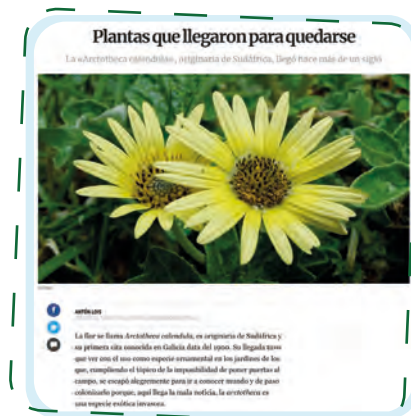 Plantas que llegaron para quedarse
La «Arctotheca calendula», originaria de Sudáfrica, llegó hace más de un siglo
ANTÓN LOIS
La flor se llama Arctotheca calendula, es originaria de Sudáfrica y
su primera cita conocida en Galicia data del 1900. Su llegada tuvo
que ver con el uso como especie ornamental en los jardines de los
que, cumpliendo el tópico de la imposibilidad de poner puertas al
campo, se escapó alegremente para ir a conocer mundo y de paso
colonizarlo porque, aquí llega la mala noticia, la arctotheca es
una especie exótica invasora.